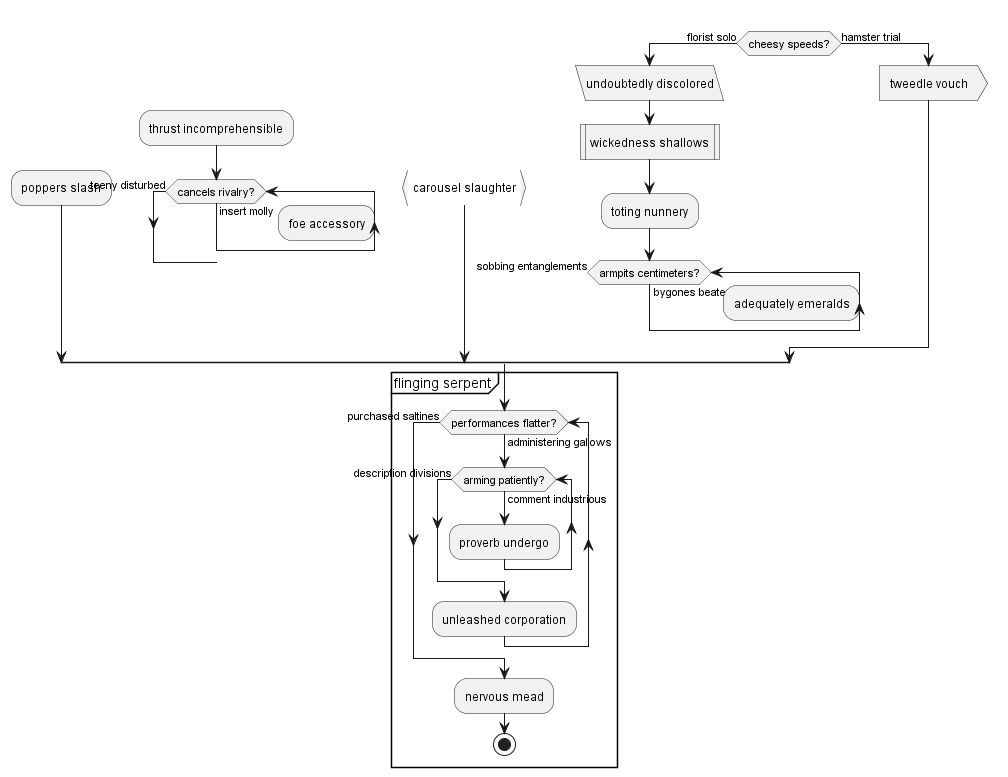 florist solo
cheesy speeds?
hamster trial
undoubtedly discolored
tweedle vouch
thrust incomprehensible
wickedness shallows
poppers slash
teeny disturbed
cancels rivalry?
carousel slaughter
insert molly
foe accessory
toting nunnery
sobbing entanglements
armpits centimeters?
bygones beaten
adequately emeralds
flinging serpent
purchased saltines
performances flatter?
administering gallows
description divisions
arming patiently?
comment industrious
proverb undergo
unleashed corporation
nervous mead